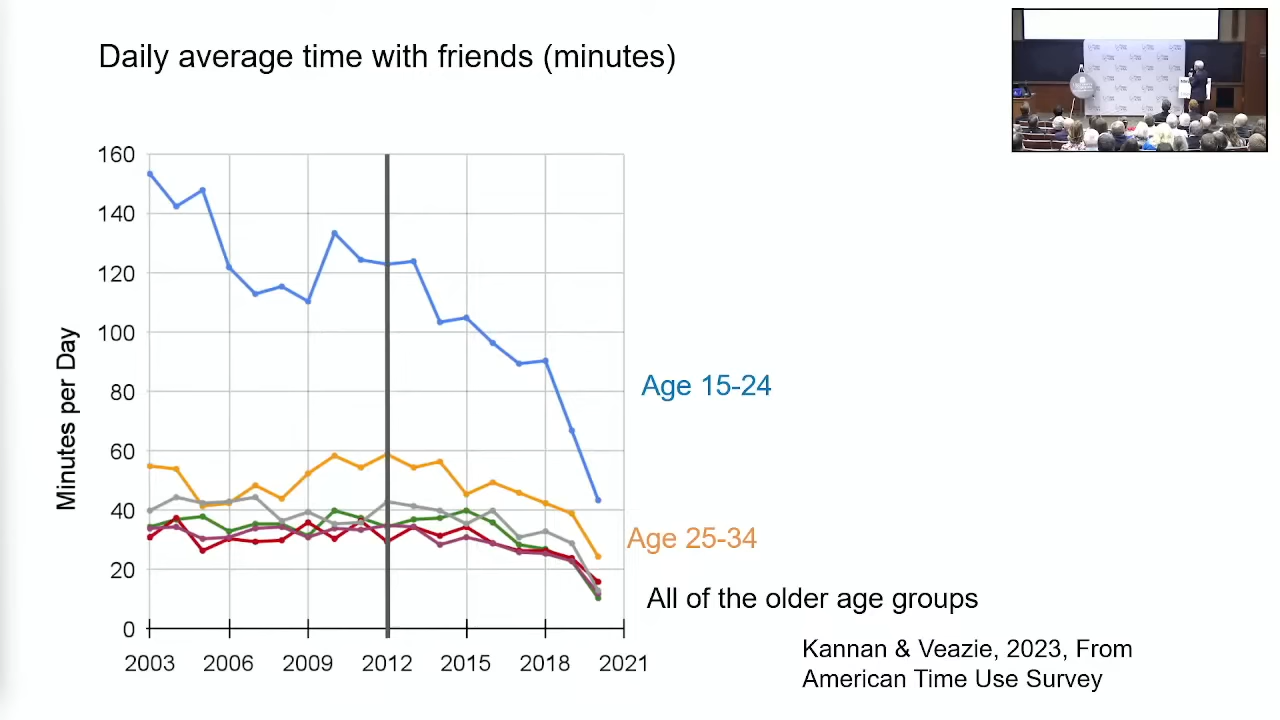 Daily average time with friends (minutes)
160
140
120
100
80
60
40
20
0
Minutes per Day
2003 2006 2009 2012 2015 2018 2021
Age 15-24
Age 25-34
All of the older age groups
Kannan & Veazie, 2023, From
American Time Use Survey